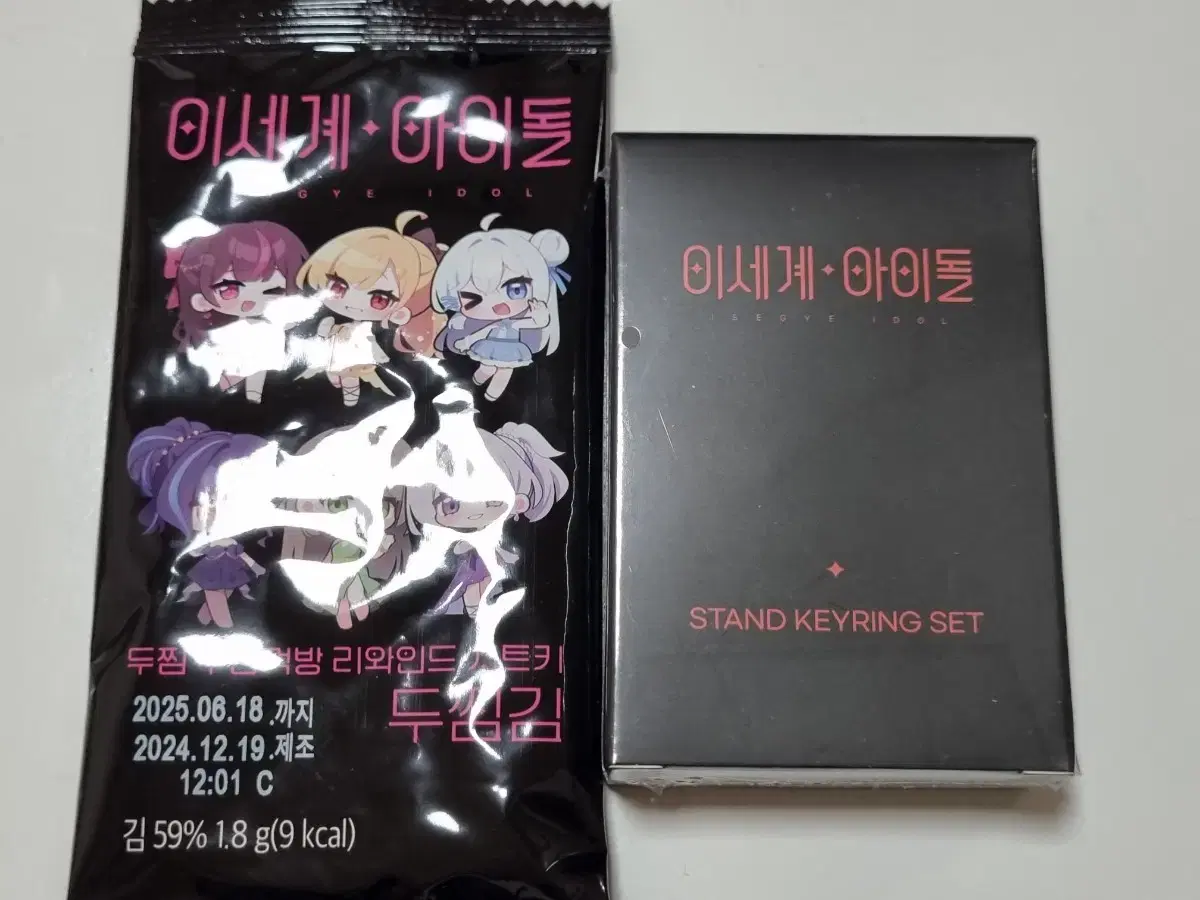 이세계 아이돌
GYE IDOL
두찜 먹방 리와인드
두찜김
2025.06.18.까지
2024.12.19.제조
12:01 C
김 59% 1.8 g(9 kcal)
이세계 아이돌
ISEGYE IDOL
STAND KEYRING SET